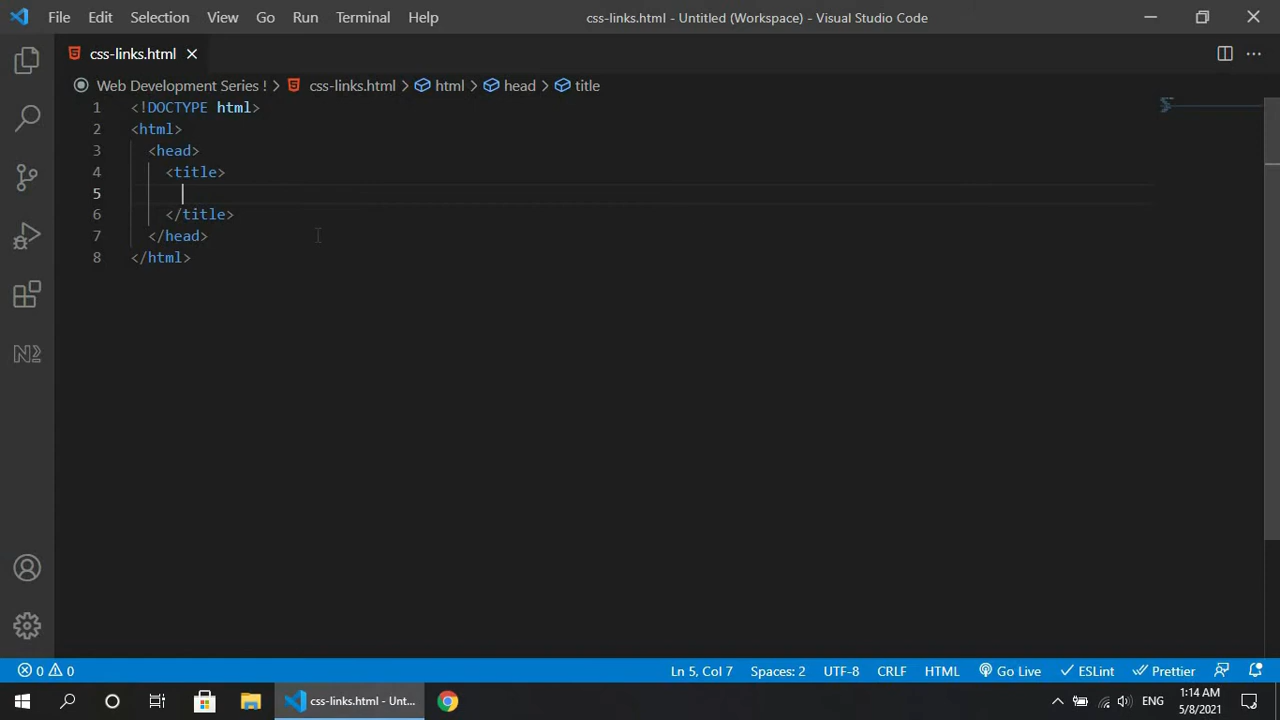 File Edit Selection View Go Run Terminal Help css-links.html - Untitled (Workspace) - Visual Studio Code
css-links.html
Web Development Series ! > css-links.html > html > head > title
1 <!DOCTYPE html>
2 <html>
3 <head>
4 <title>
5
6 </title>
7 </head>
8 </html>
0 0 Ln 5, Col 7 Spaces: 2 UTF-8 CRLF HTML Go Live ESLint Prettier
css-links.html - Unt... ENG 1:14 AM
5/8/2021